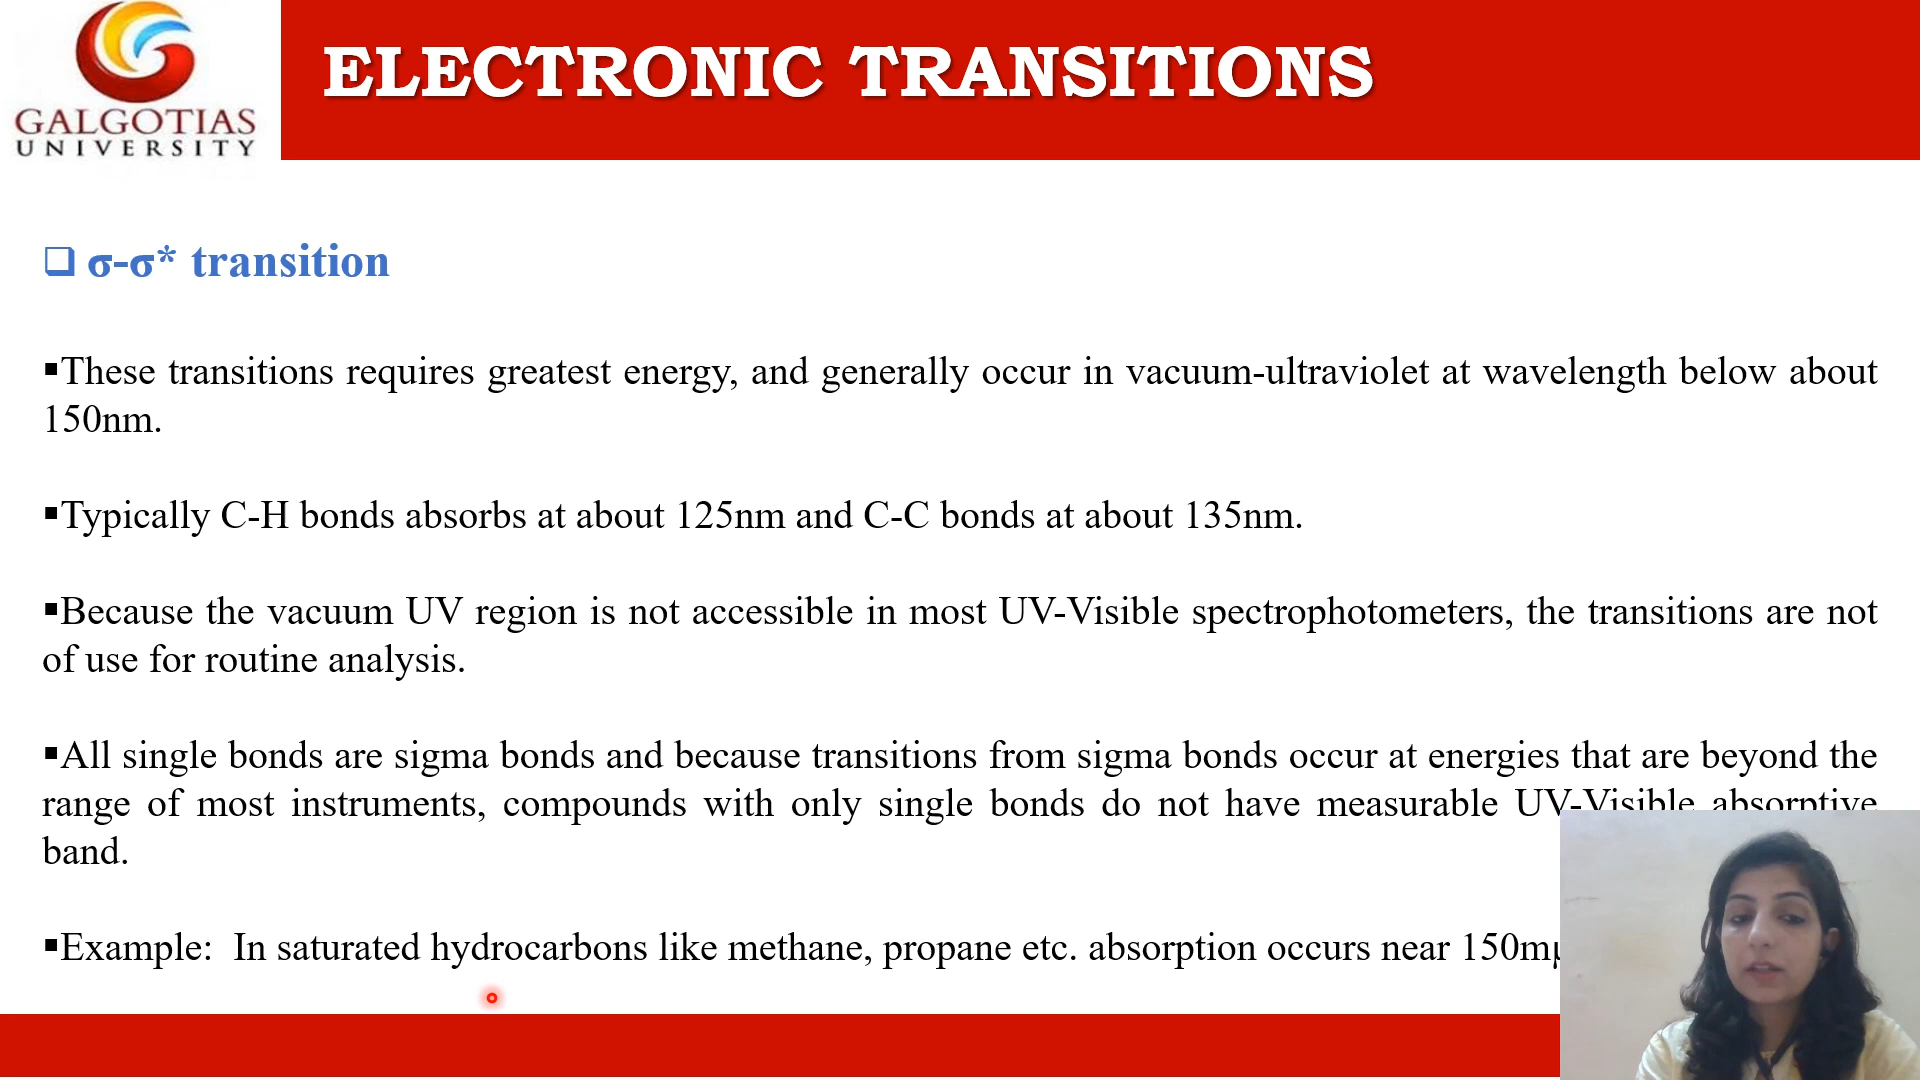 GALGOTIAS
UNIVERSITY
ELECTRONIC TRANSITIONS
❑ σ-σ* transition
▪These transitions requires greatest energy, and generally occur in vacuum-ultraviolet at wavelength below about
150nm.
▪Typically C-H bonds absorbs at about 125nm and C-C bonds at about 135nm.
▪Because the vacuum UV region is not accessible in most UV-Visible spectrophotometers, the transitions are not
of use for routine analysis.
▪All single bonds are sigma bonds and because transitions from sigma bonds occur at energies that are beyond the
range of most instruments, compounds with only single bonds do not have measurable UV-Visible absorptive
band.
▪Example: In saturated hydrocarbons like methane, propane etc. absorption occurs near 150mμ